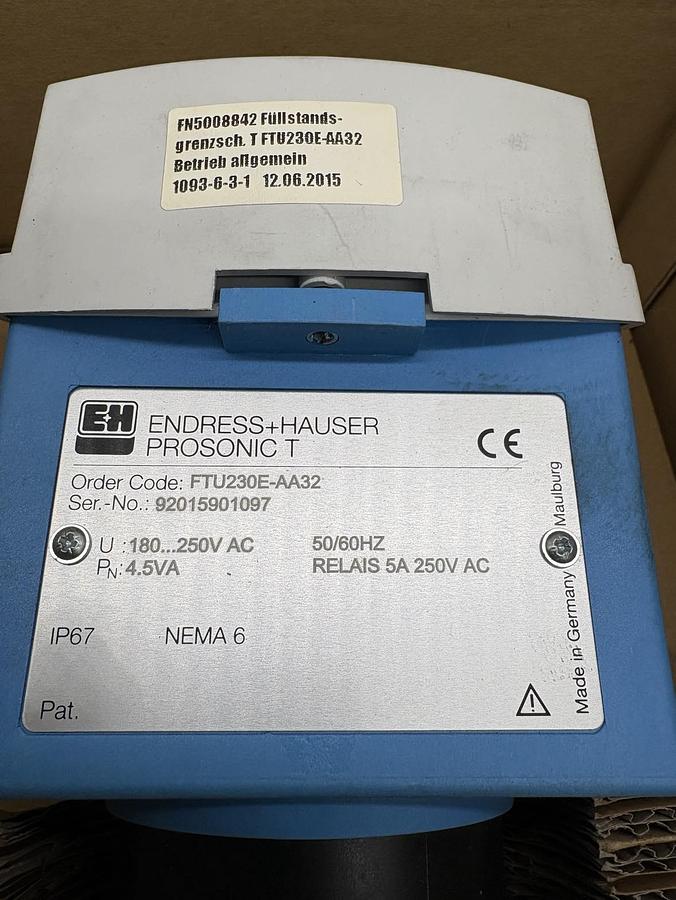 FN5008842 Füllstands-
grenzsch. T FTU230E-AA32
Betrieb allgemein
1093-6-3-1 12.06.2015
E+H
ENDRESS+HAUSER
PROSONIC T
CE
Order Code: FTU230E-AA32
Ser.-No.: 92015901097
U : 180...250V AC 50/60HZ
PN: 4.5VA RELAIS 5A 250V AC
IP67 NEMA 6
Pat.
Made in Germany Maulburg